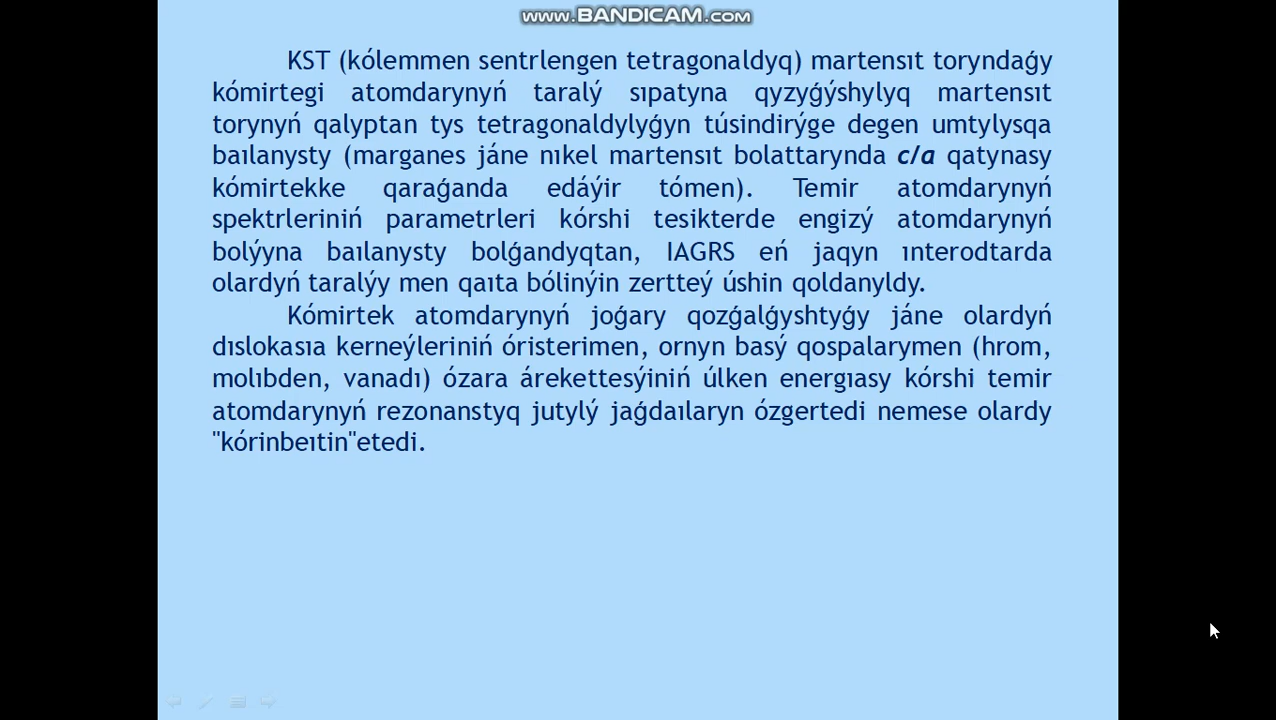 www.BANDICAM.com
KST (kólemmen sentrlengen tetragonaldyq) martensıt toryndaǵy
kómirtegi atomdarynyń taralý sıpatyna qyzyǵýshylyq martensıt
torynyń qalyptan tys tetragonaldylyǵyn túsindirýge degen umtylysqa
baılanysty (marganes jáne nıkel martensıt bolattarynda c/a qatynasy
kómirtekke qaraǵanda edáýir tómen). Temir atomdarynyń
spektrleriniń parametrleri kórshi tesikterde engizý atomdarynyń
bolýyna baılanysty bolǵandyqtan, IAGRS eń jaqyn ınterodtarda
olardyń taralýy men qaıta bólinýin zertteý úshin qoldanyldy.
Kómirtek atomdarynyń joǵary qozǵalǵyshtyǵy jáne olardyń
dıslokasıa kerneýleriniń óristerimen, ornyn basý qospalarymen (hrom,
molıbden, vanadı) ózara árekettesýiniń úlken energıasy kórshi temir
atomdarynyń rezonanstyq jutylý jaǵdaılaryn ózgertedi nemese olardy
"kórinbeıtin"etedi.